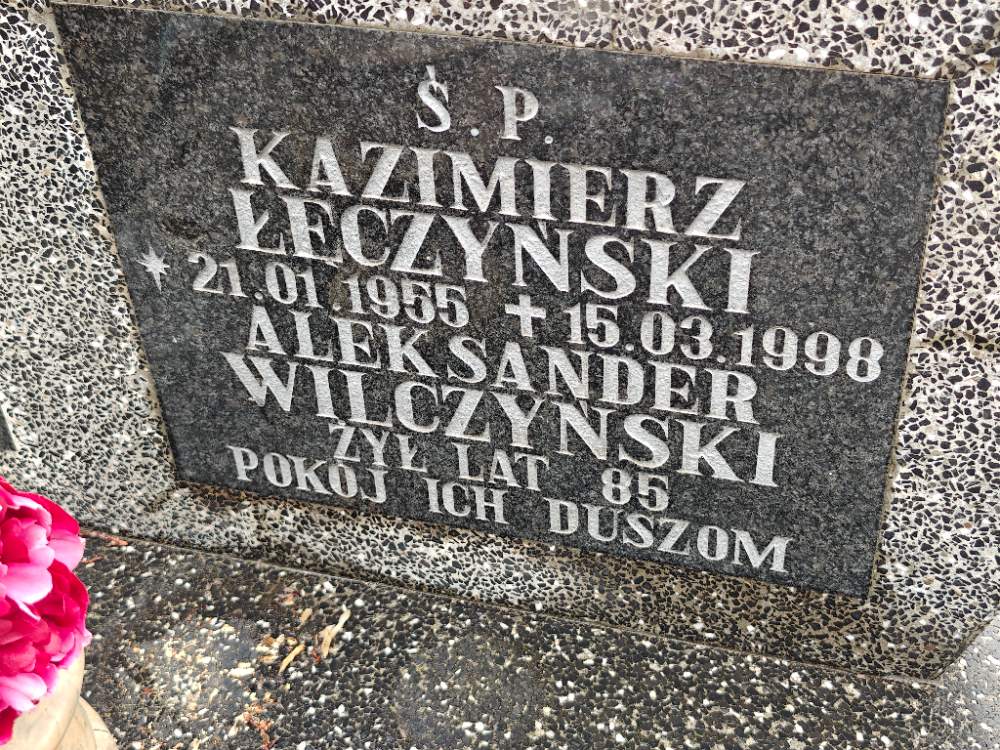 Ś. P.
KAZIMIERZ
ŁĘCZYŃSKI
21.01.1955 15.03.1998
ALEKSANDER
WILCZYŃSKI
ŻYŁ LAT 85
POKÓJ ICH DUSZOM